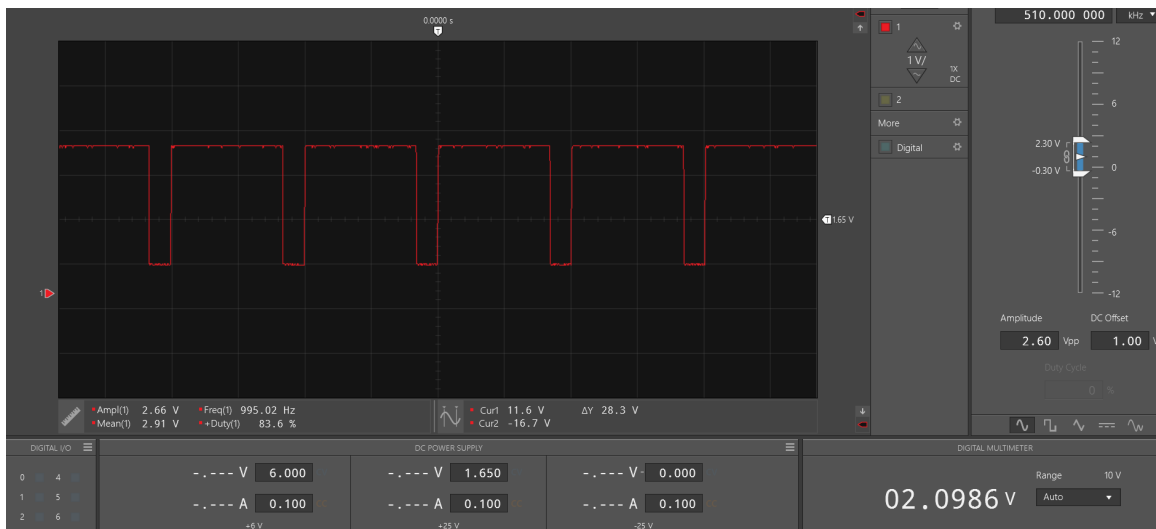 0.0000 s
T
T 1.65 V
1
Ampl(1) 2.66 V Freq(1) 995.02 Hz
Mean(1) 2.91 V +Duty(1) 83.6 %
Cur1 11.6 V ΔY 28.3 V
Cur2 -16.7 V
1
1 V/
1X
DC
2
More
Digital
510.000 000 kHz
12
6
2.30 V
0
-0.30 V
-6
-12
Amplitude DC Offset
2.60 Vpp 1.00 V
Duty Cycle
0 %
DIGITAL I/O
0 4
1 5
2 6
DC POWER SUPPLY
-.--- V 6.000 -.--- V 1.650 -.--- V 0.000
-.--- A 0.100 -.--- A 0.100 -.--- A 0.100
+6 V +25 V -25 V
DIGITAL MULTIMETER
Range 10 V
02.0986 V Auto